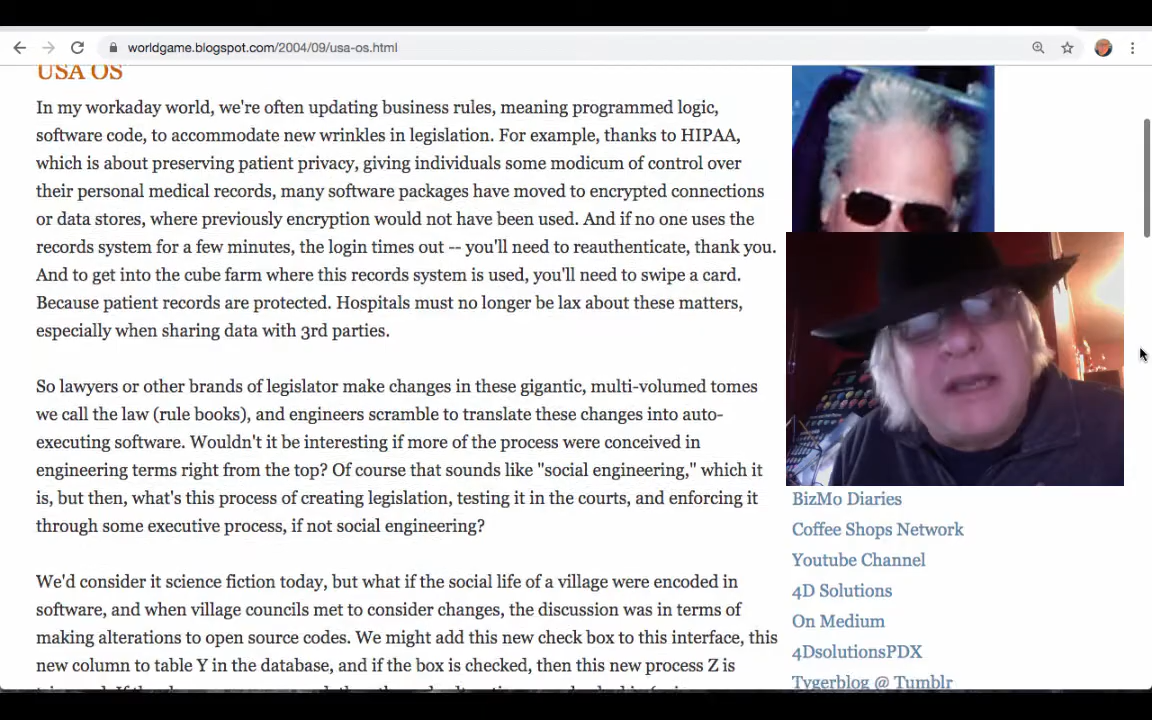 worldgame.blogspot.com/2004/09/usa-os.html
USA OS
In my workaday world, we're often updating business rules, meaning programmed logic,
software code, to accommodate new wrinkles in legislation. For example, thanks to HIPAA,
which is about preserving patient privacy, giving individuals some modicum of control over
their personal medical records, many software packages have moved to encrypted connections
or data stores, where previously encryption would not have been used. And if no one uses the
records system for a few minutes, the login times out -- you'll need to reauthenticate, thank you.
And to get into the cube farm where this records system is used, you'll need to swipe a card.
Because patient records are protected. Hospitals must no longer be lax about these matters,
especially when sharing data with 3rd parties.
So lawyers or other brands of legislator make changes in these gigantic, multi-volumed tomes
we call the law (rule books), and engineers scramble to translate these changes into auto-
executing software. Wouldn't it be interesting if more of the process were conceived in
engineering terms right from the top? Of course that sounds like "social engineering," which it
is, but then, what's this process of creating legislation, testing it in the courts, and enforcing it
through some executive process, if not social engineering?
We'd consider it science fiction today, but what if the social life of a village were encoded in
software, and when village councils met to consider changes, the discussion was in terms of
making alterations to open source codes. We might add this new check box to this interface, this
new column to table Y in the database, and if the box is checked, then this new process Z is
BizMo Diaries
Coffee Shops Network
Youtube Channel
4D Solutions
On Medium
4DsolutionsPDX
Tygerblog @ Tumblr